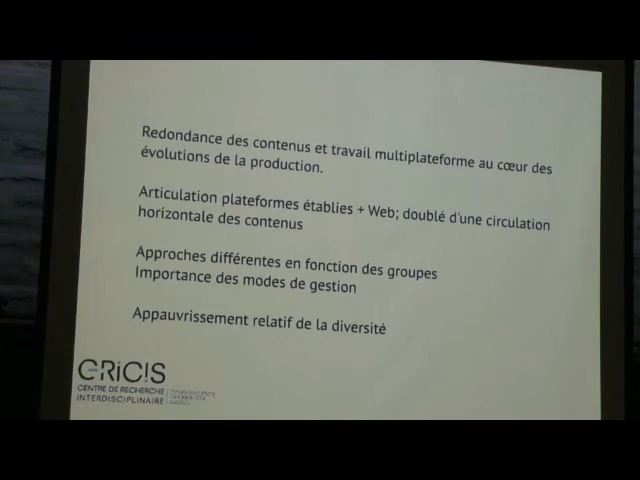 Redondance des contenus et travail multiplateforme au cœur des
évolutions de la production.
Articulation plateformes établies + Web; doublé d'une circulation
horizontale des contenus
Approches différentes en fonction des groupes
Importance des modes de gestion
Appauvrissement relatif de la diversité
CRiCiS
CENTRE DE RECHERCHE
INTERDISCIPLINAIRE